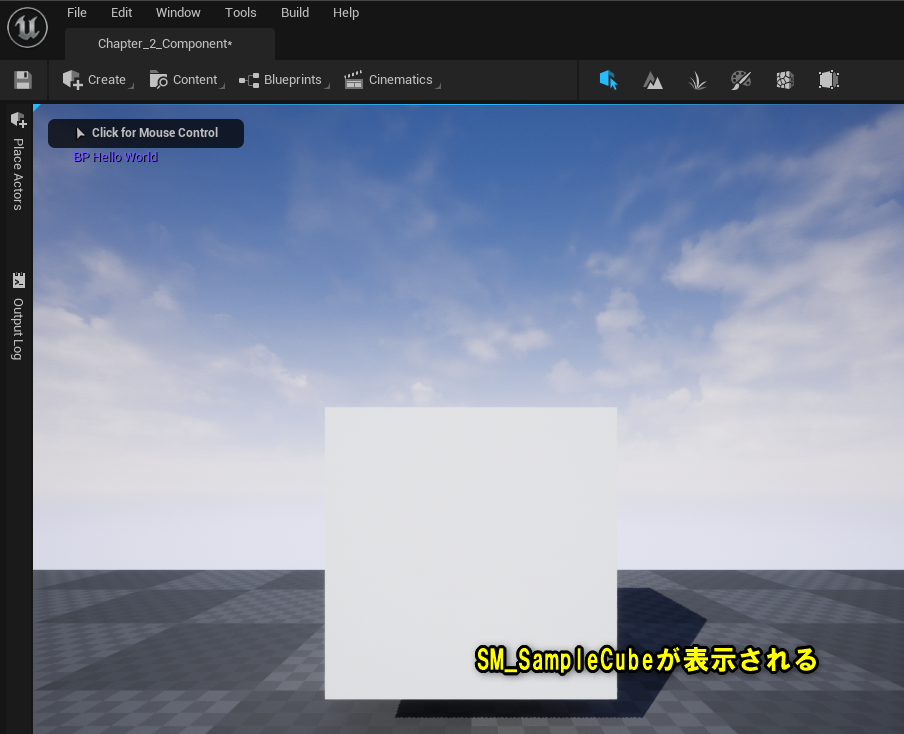 File Edit Window Tools Build Help
Chapter_2_Component*
Create Content Blueprints Cinematics
Click for Mouse Control
BP Hello World
Place Actors
Output Log
SM_SampleCubeが表示される